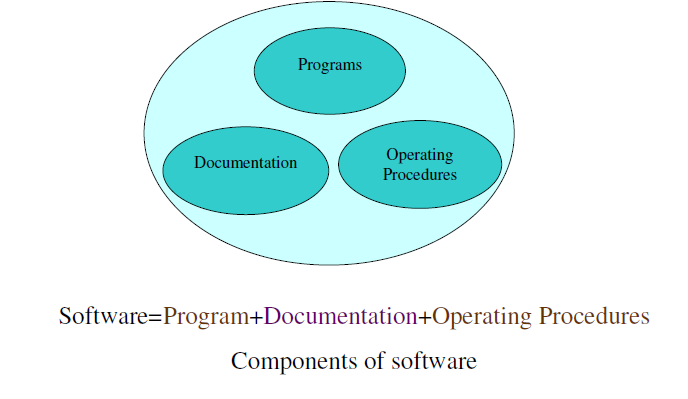 Programs
Documentation
Operating
Procedures
Software=Program+Documentation+Operating Procedures
Components of software